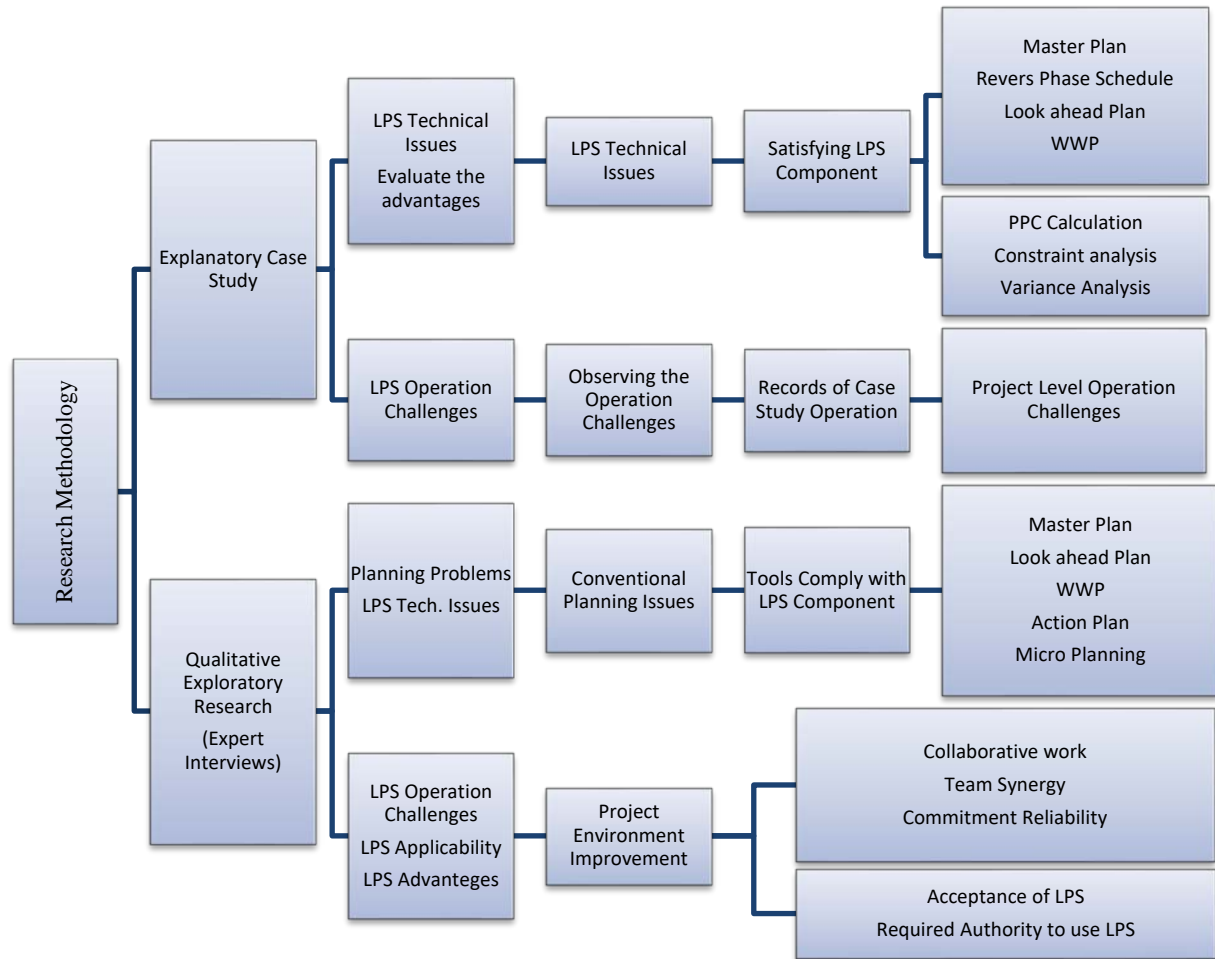 Research Methodology
Explanatory Case
Study
LPS Technical
Issues
Evaluate the
advantages
LPS Technical
Issues
Satisfying LPS
Component
Master Plan
Revers Phase Schedule
Look ahead Plan
WWP
PPC Calculation
Constraint analysis
Variance Analysis
LPS Operation
Challenges
Observing the
Operation
Challenges
Records of Case
Study Operation
Project Level Operation
Challenges
Qualitative
Exploratory
Research
(Expert
Interviews)
Planning Problems
LPS Tech. Issues
Conventional
Planning Issues
Tools Comply with
LPS Component
Master Plan
Look ahead Plan
WWP
Action Plan
Micro Planning
LPS Operation
Challenges
LPS Applicability
LPS Advanteges
Project
Environment
Improvement
Collaborative work
Team Synergy
Commitment Reliability
Acceptance of LPS
Required Authority to use LPS